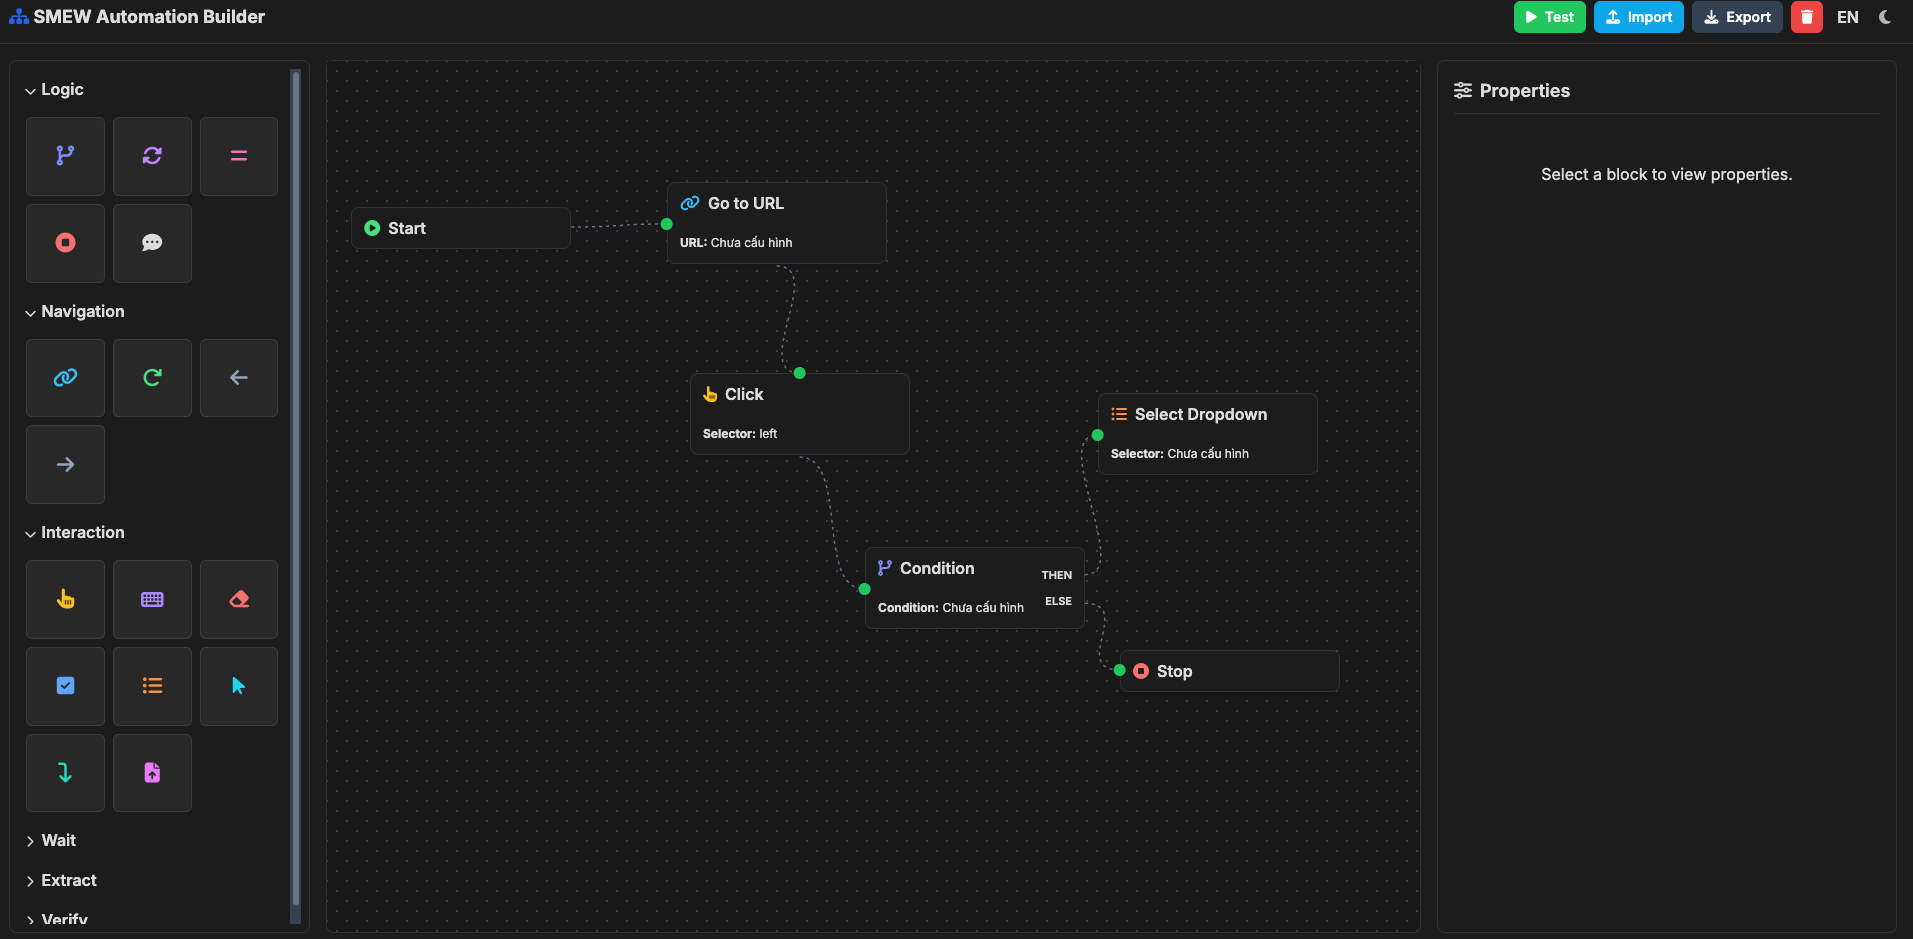 SMEW Automation Builder
Test
Import
Export
EN
Logic
Navigation
Interaction
Wait
Extract
Verify
Start
Go to URL
URL: Chưa cấu hình
Click
Selector: left
Select Dropdown
Selector: Chưa cấu hình
Condition
THEN
Condition: Chưa cấu hình
ELSE
Stop
Properties
Select a block to view properties.